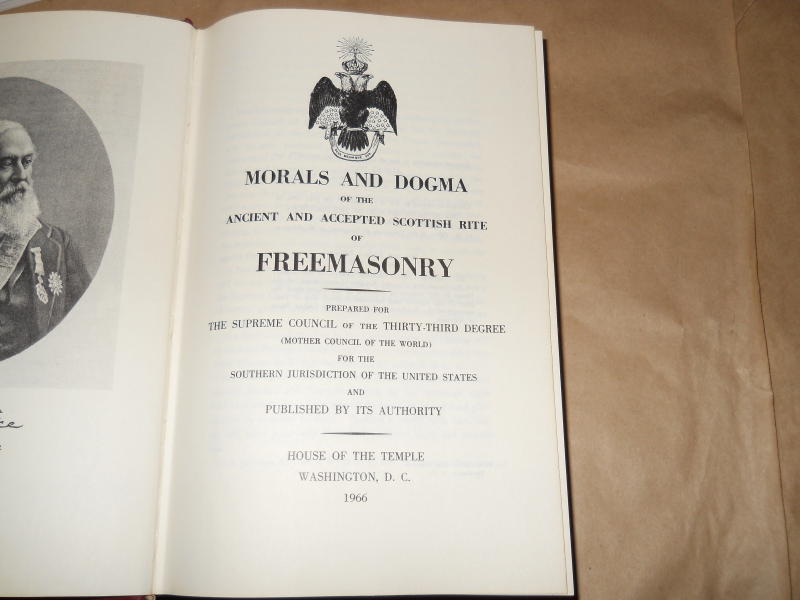 MORALS AND DOGMA
OF THE
ANCIENT AND ACCEPTED SCOTTISH RITE
OF
FREEMASONRY
PREPARED FOR
THE SUPREME COUNCIL OF THE THIRTY-THIRD DEGREE
(MOTHER COUNCIL OF THE WORLD)
FOR THE
SOUTHERN JURISDICTION OF THE UNITED STATES
AND
PUBLISHED BY ITS AUTHORITY
HOUSE OF THE TEMPLE
WASHINGTON, D. C.
1966